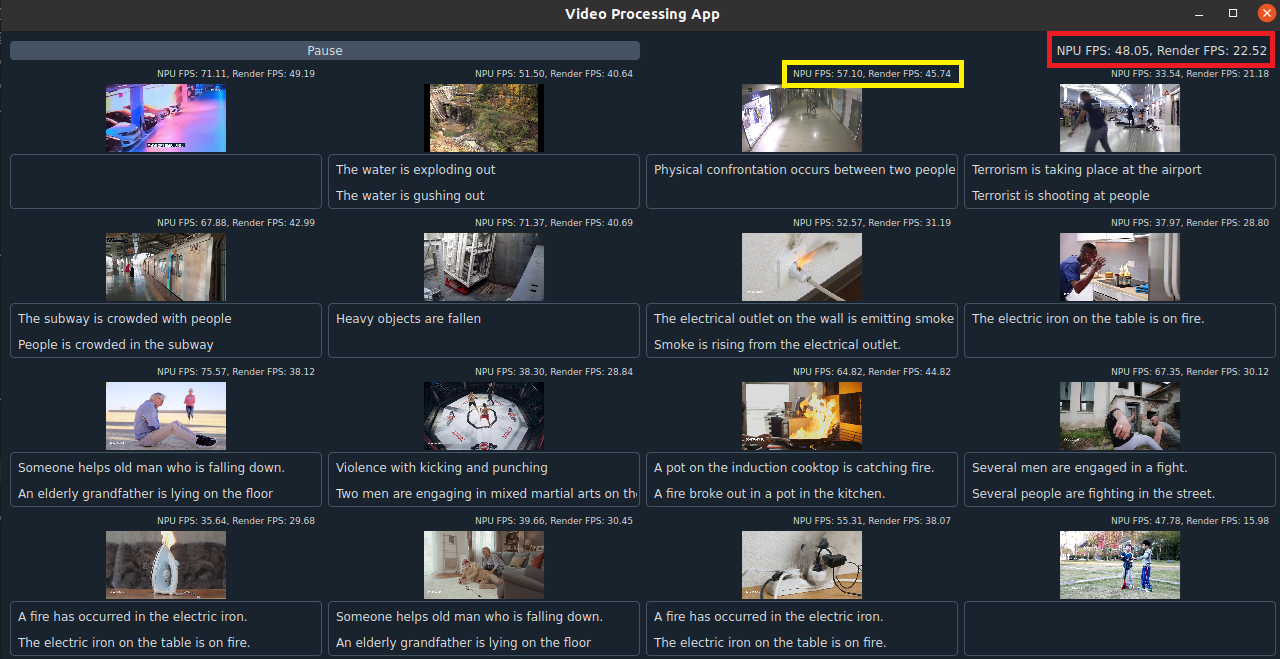 Video Processing App
Pause
NPU FPS: 48.05, Render FPS: 22.52
NPU FPS: 71.11, Render FPS: 49.19
NPU FPS: 51.50, Render FPS: 40.64
NPU FPS: 57.10, Render FPS: 45.74
NPU FPS: 33.54, Render FPS: 21.18
The water is exploding out
The water is gushing out
Physical confrontation occurs between two people
Terrorism is taking place at the airport
Terrorist is shooting at people
NPU FPS: 67.88, Render FPS: 42.99
NPU FPS: 71.37, Render FPS: 40.69
NPU FPS: 52.57, Render FPS: 31.19
NPU FPS: 37.97, Render FPS: 28.80
The subway is crowded with people
People is crowded in the subway
Heavy objects are fallen
The electrical outlet on the wall is emitting smoke
Smoke is rising from the electrical outlet.
The electric iron on the table is on fire.
NPU FPS: 75.57, Render FPS: 38.12
NPU FPS: 38.30, Render FPS: 28.84
NPU FPS: 64.82, Render FPS: 44.82
NPU FPS: 67.35, Render FPS: 30.12
Someone helps old man who is falling down.
An elderly grandfather is lying on the floor
Violence with kicking and punching
Two men are engaging in mixed martial arts on the
A pot on the induction cooktop is catching fire.
A fire broke out in a pot in the kitchen.
Several men are engaged in a fight.
Several people are fighting in the street.
NPU FPS: 35.64, Render FPS: 29.68
NPU FPS: 39.66, Render FPS: 30.45
NPU FPS: 55.31, Render FPS: 38.07
NPU FPS: 47.78, Render FPS: 15.98
A fire has occurred in the electric iron.
The electric iron on the table is on fire.
Someone helps old man who is falling down.
An elderly grandfather is lying on the floor
A fire has occurred in the electric iron.
The electric iron on the table is on fire.